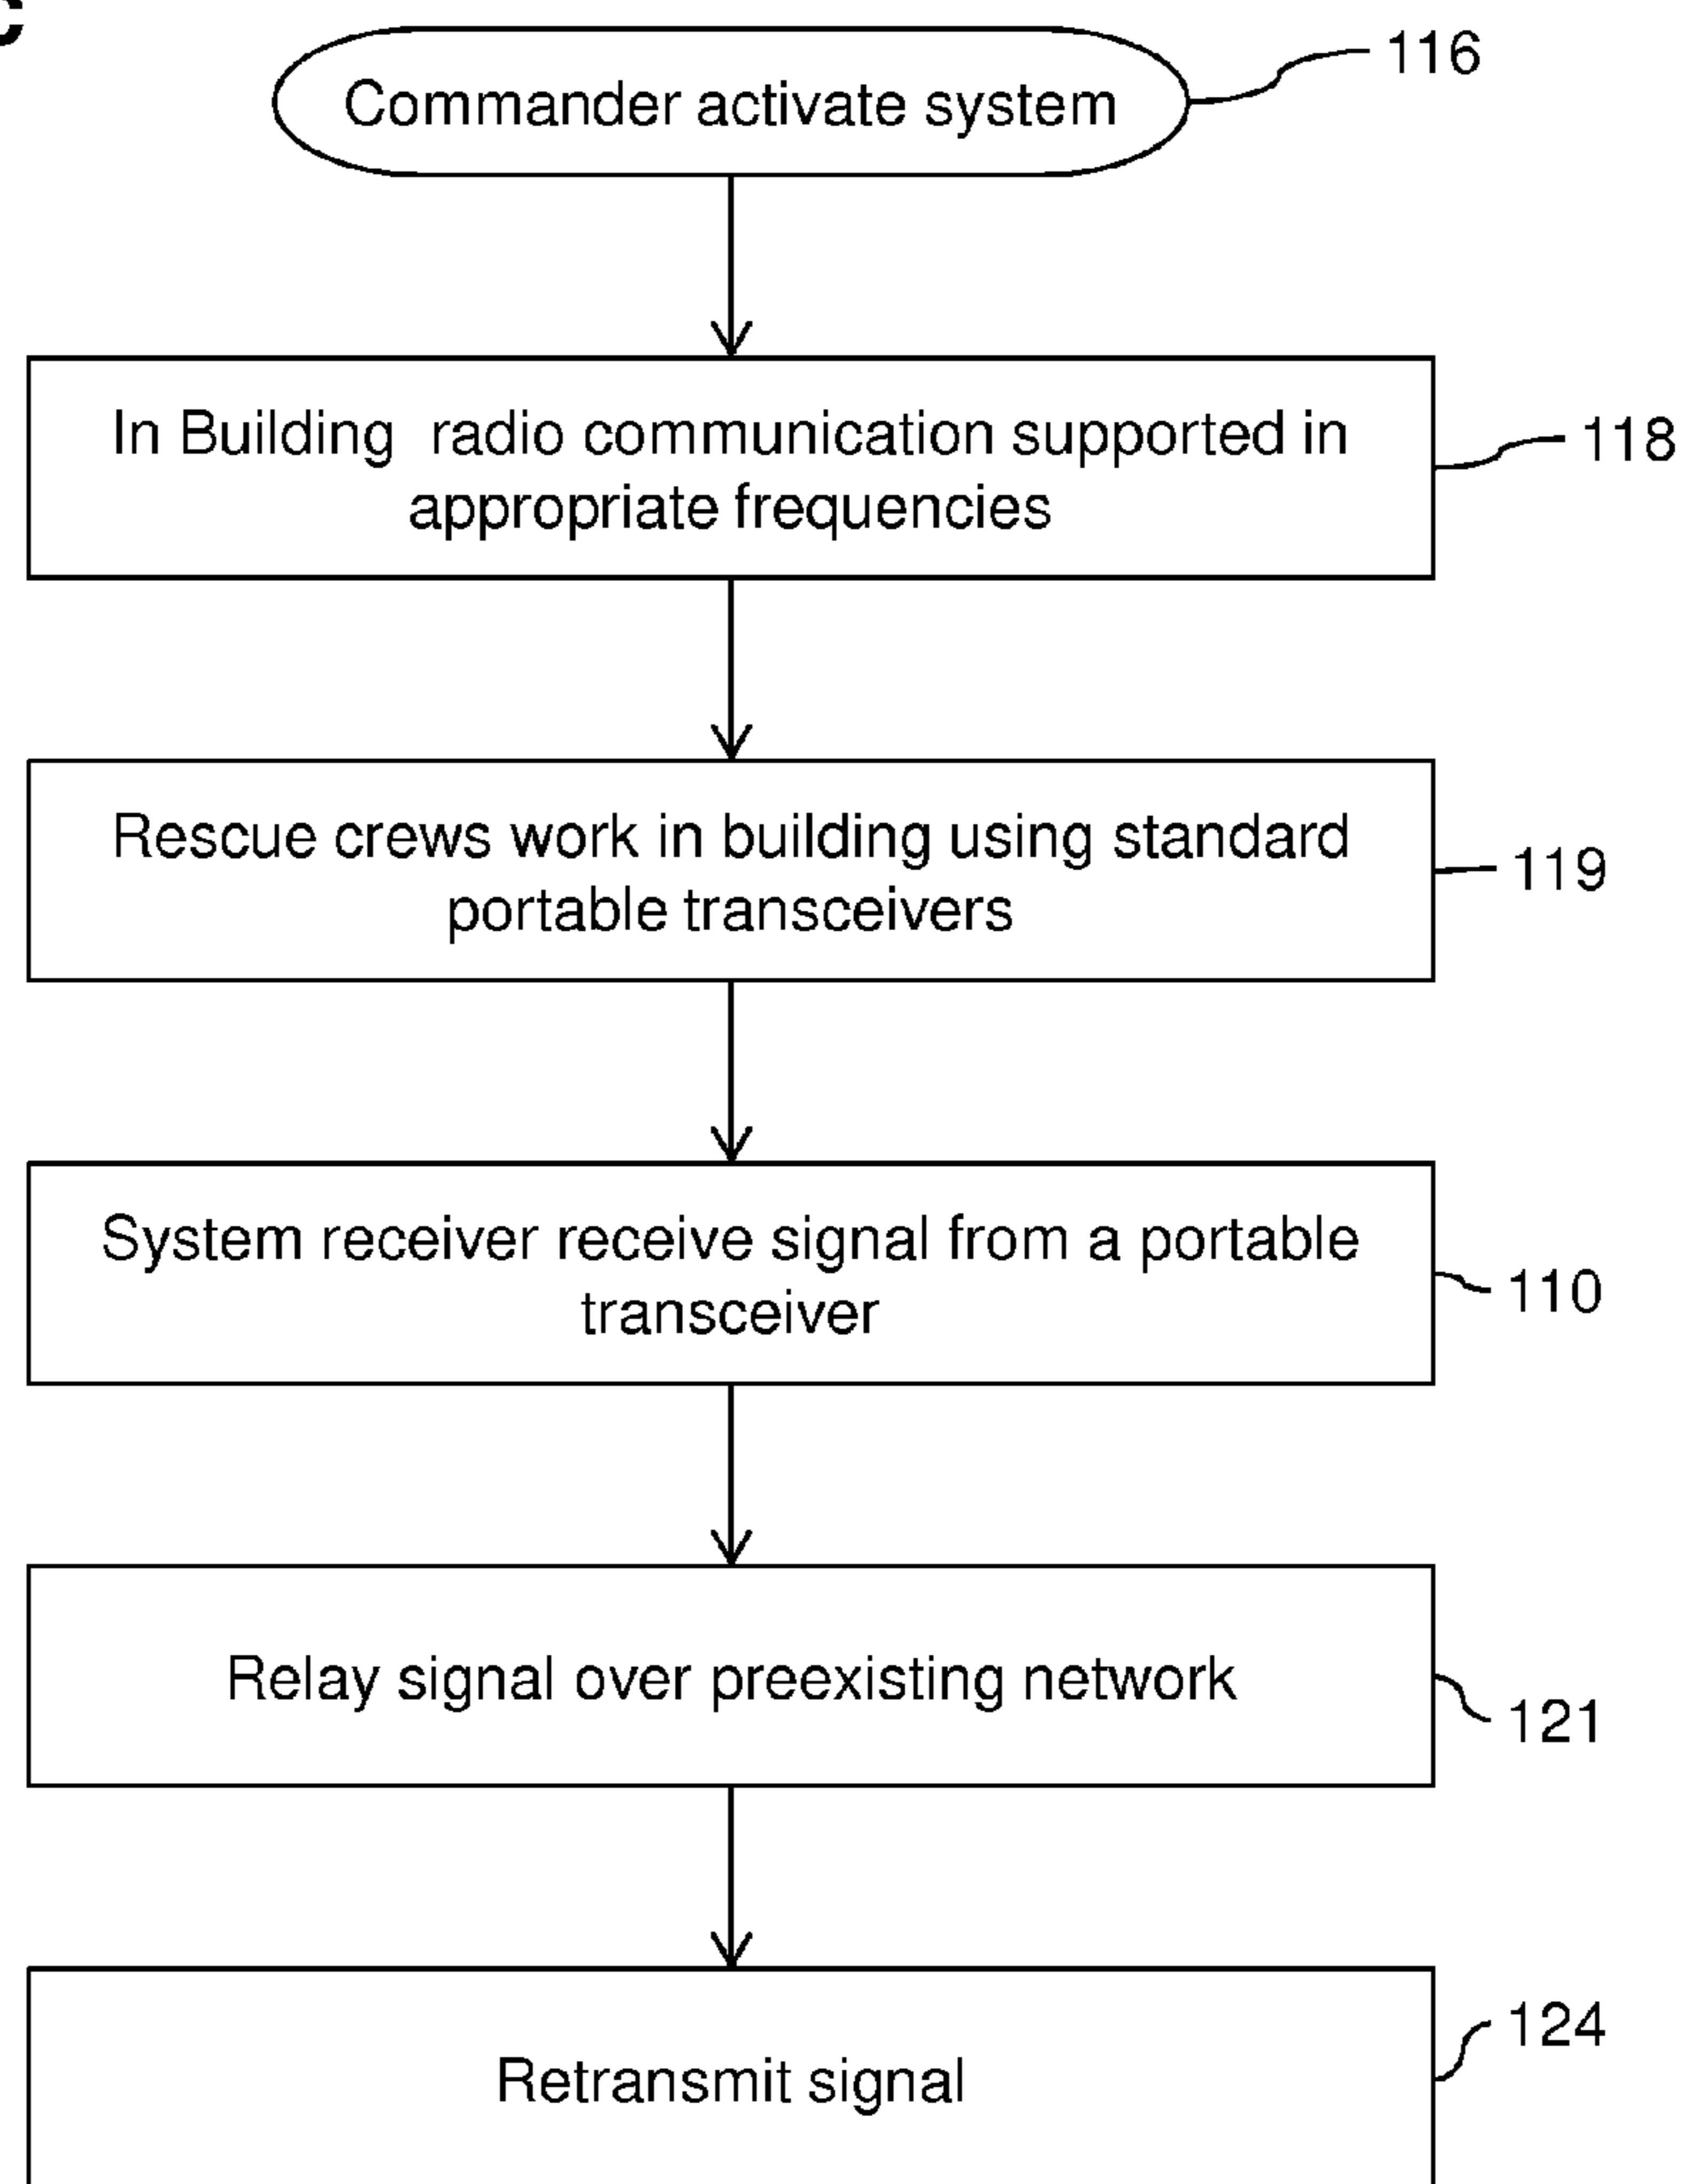 Commander activate system
116
In Building radio communication supported in
appropriate frequencies
118
Rescue crews work in building using standard
portable transceivers
119
System receiver receive signal from a portable
transceiver
110
Relay signal over preexisting network
121
Retransmit signal
124